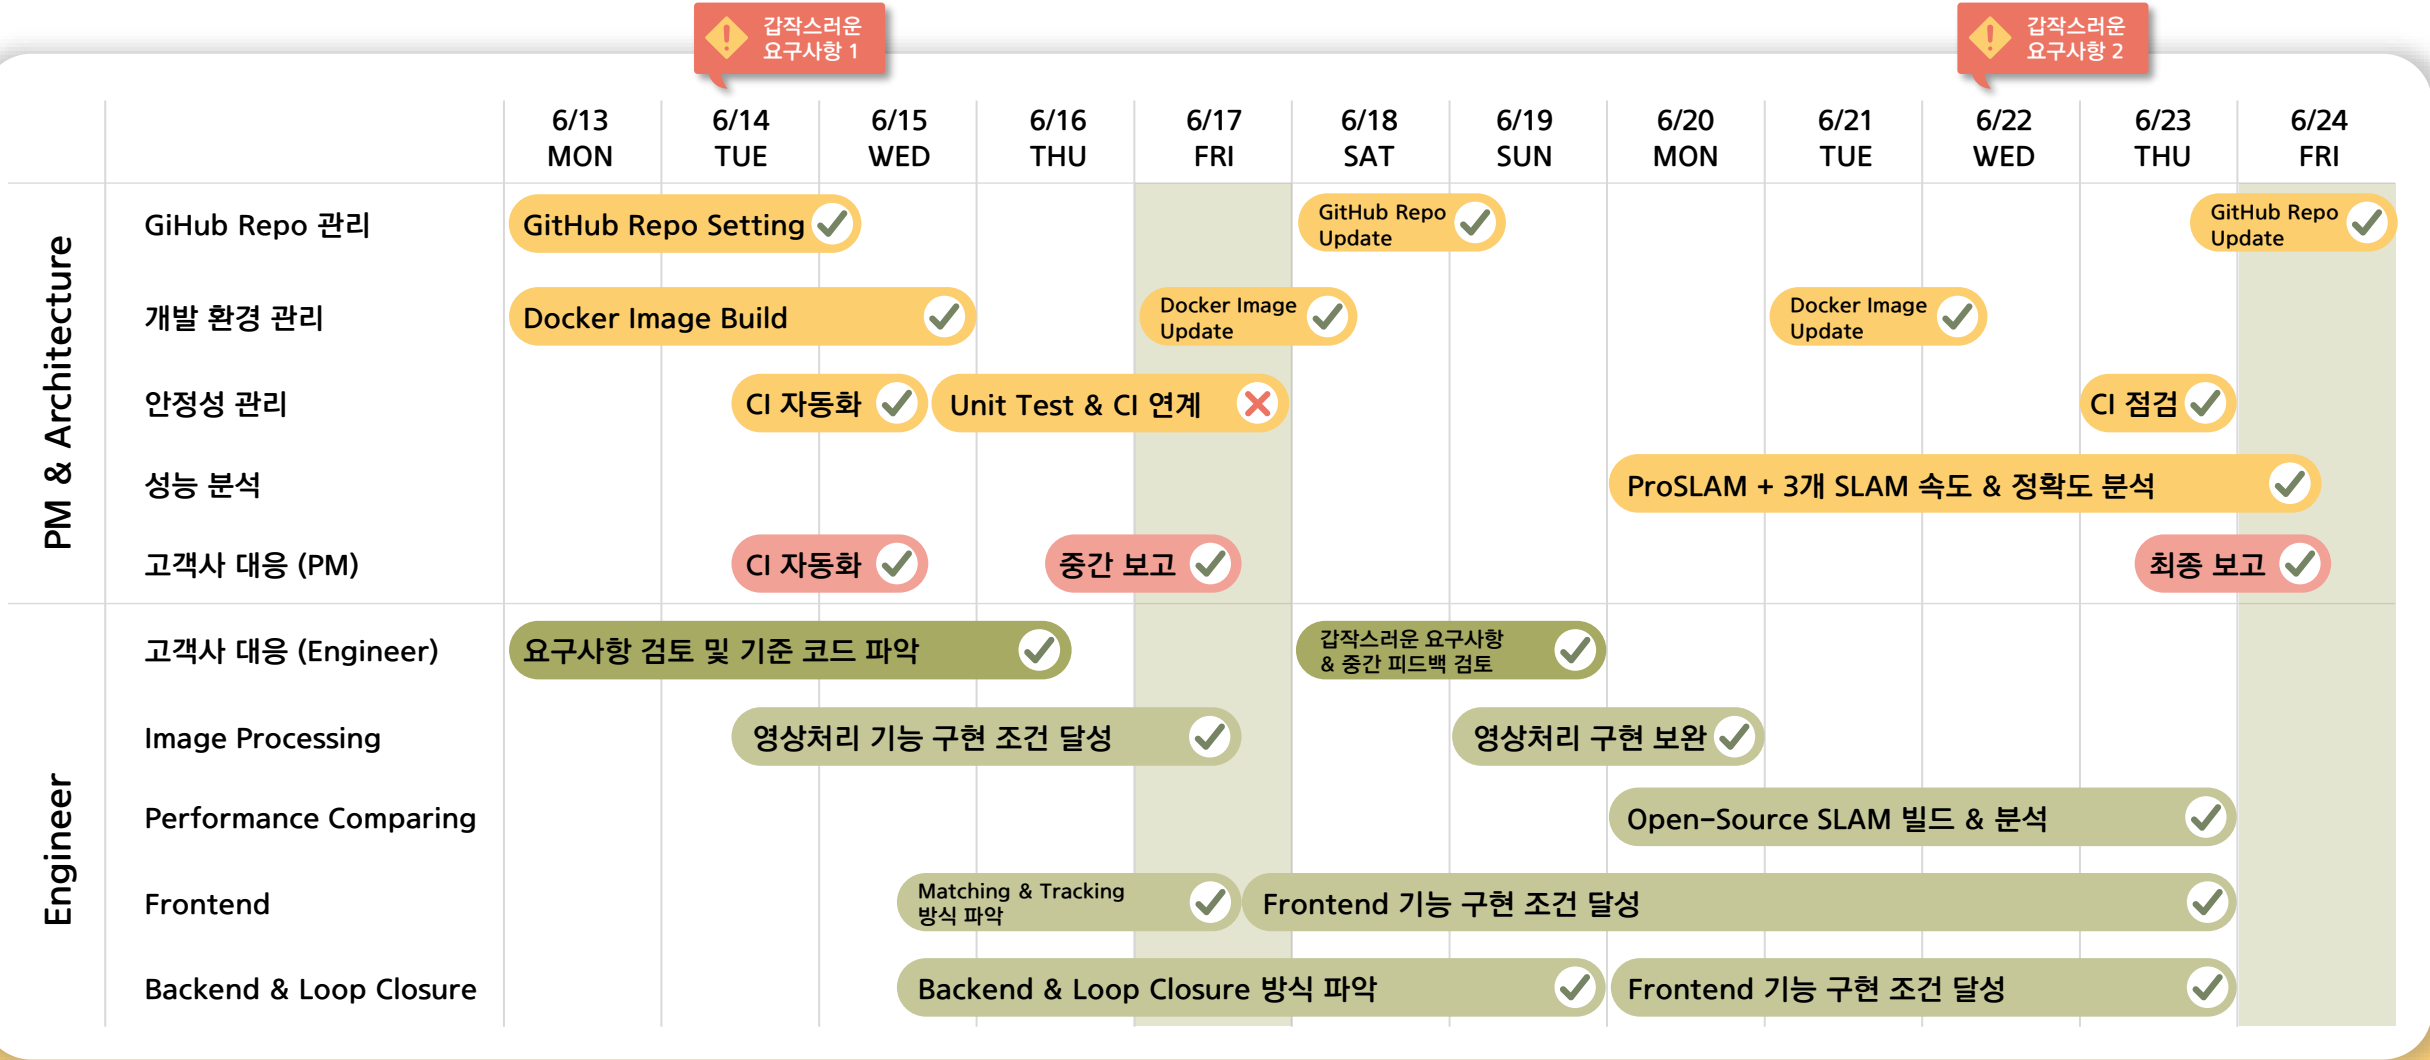 갑작스러운
요구사항 1
갑작스러운
요구사항 2
6/13 6/14 6/15 6/16 6/17 6/18 6/19 6/20 6/21 6/22 6/23 6/24
MON TUE WED THU FRI SAT SUN MON TUE WED THU FRI
PM & Architecture
GiHub Repo 관리
GitHub Repo Setting
GitHub Repo
Update
GitHub Repo
Update
개발 환경 관리
Docker Image Build
Docker Image
Update
Docker Image
Update
안정성 관리
CI 자동화
Unit Test & CI 연계
CI 점검
성능 분석
ProSLAM + 3개 SLAM 속도 & 정확도 분석
고객사 대응 (PM)
CI 자동화
중간 보고
최종 보고
Engineer
고객사 대응 (Engineer)
요구사항 검토 및 기준 코드 파악
갑작스러운 요구사항
& 중간 피드백 검토
Image Processing
영상처리 기능 구현 조건 달성
영상처리 구현 보완
Performance Comparing
Open-Source SLAM 빌드 & 분석
Frontend
Matching & Tracking
방식 파악
Frontend 기능 구현 조건 달성
Backend & Loop Closure
Backend & Loop Closure 방식 파악
Frontend 기능 구현 조건 달성